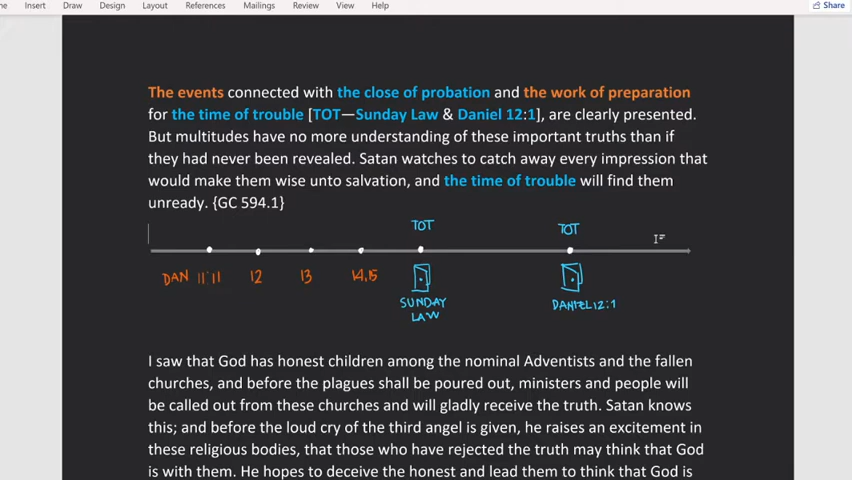 Insert Draw Design Layout References Mailings Review View Help Share
The events connected with the close of probation and the work of preparation
for the time of trouble [TOT—Sunday Law & Daniel 12:1], are clearly presented.
But multitudes have no more understanding of these important truths than if
they had never been revealed. Satan watches to catch away every impression that
would make them wise unto salvation, and the time of trouble will find them
unready. {GC 594.1}
TOT TOT
DAN 11:11 12 13 14,15
SUNDAY
LAW
DANIEL 12:1
I saw that God has honest children among the nominal Adventists and the fallen
churches, and before the plagues shall be poured out, ministers and people will
be called out from these churches and will gladly receive the truth. Satan knows
this; and before the loud cry of the third angel is given, he raises an excitement in
these religious bodies, that those who have rejected the truth may think that God
is with them. He hopes to deceive the honest and lead them to think that God is